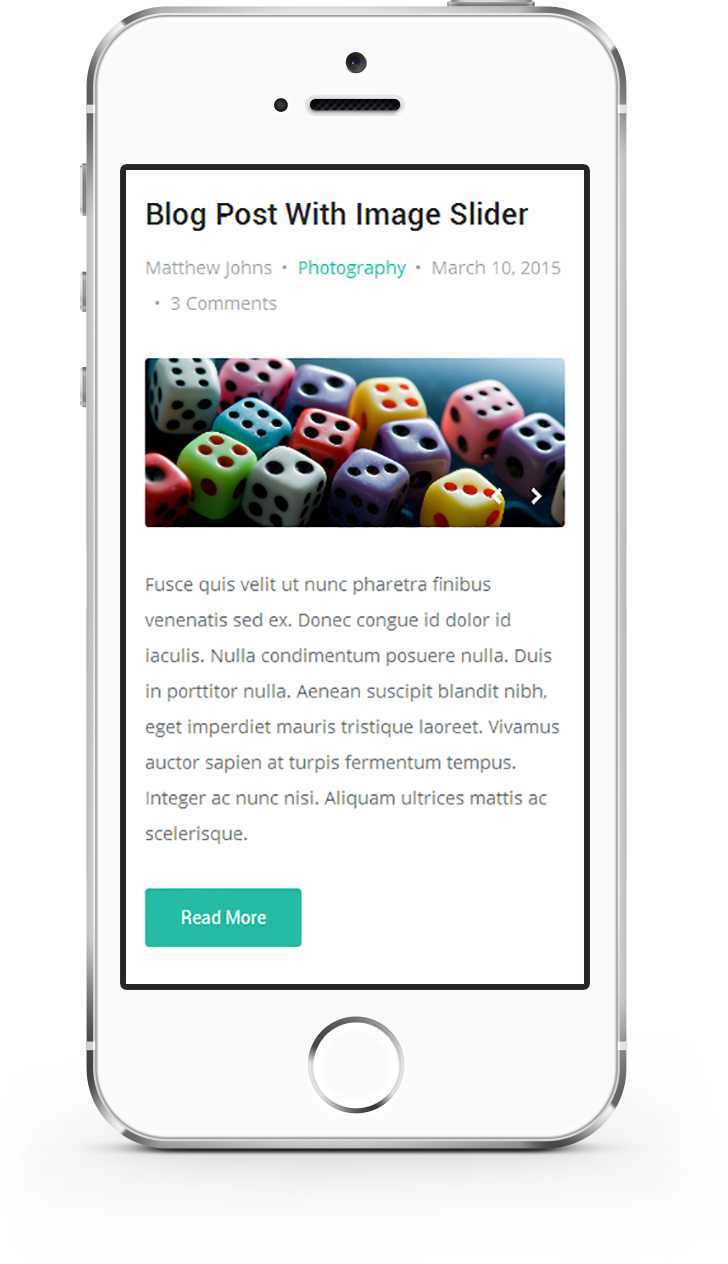 Blog Post With Image Slider
Matthew Johns • Photography • March 10, 2015
• 3 Comments
Fusce quis velit ut nunc pharetra finibus
venenatis sed ex. Donec congue id dolor id
iaculis. Nulla condimentum posuere nulla. Duis
in porttitor nulla. Aenean suscipit blandit nibh,
eget imperdiet mauris tristique laoreet. Vivamus
auctor sapien at turpis fermentum tempus.
Integer ac nunc nisi. Aliquam ultrices mattis ac
scelerisque.
Read More